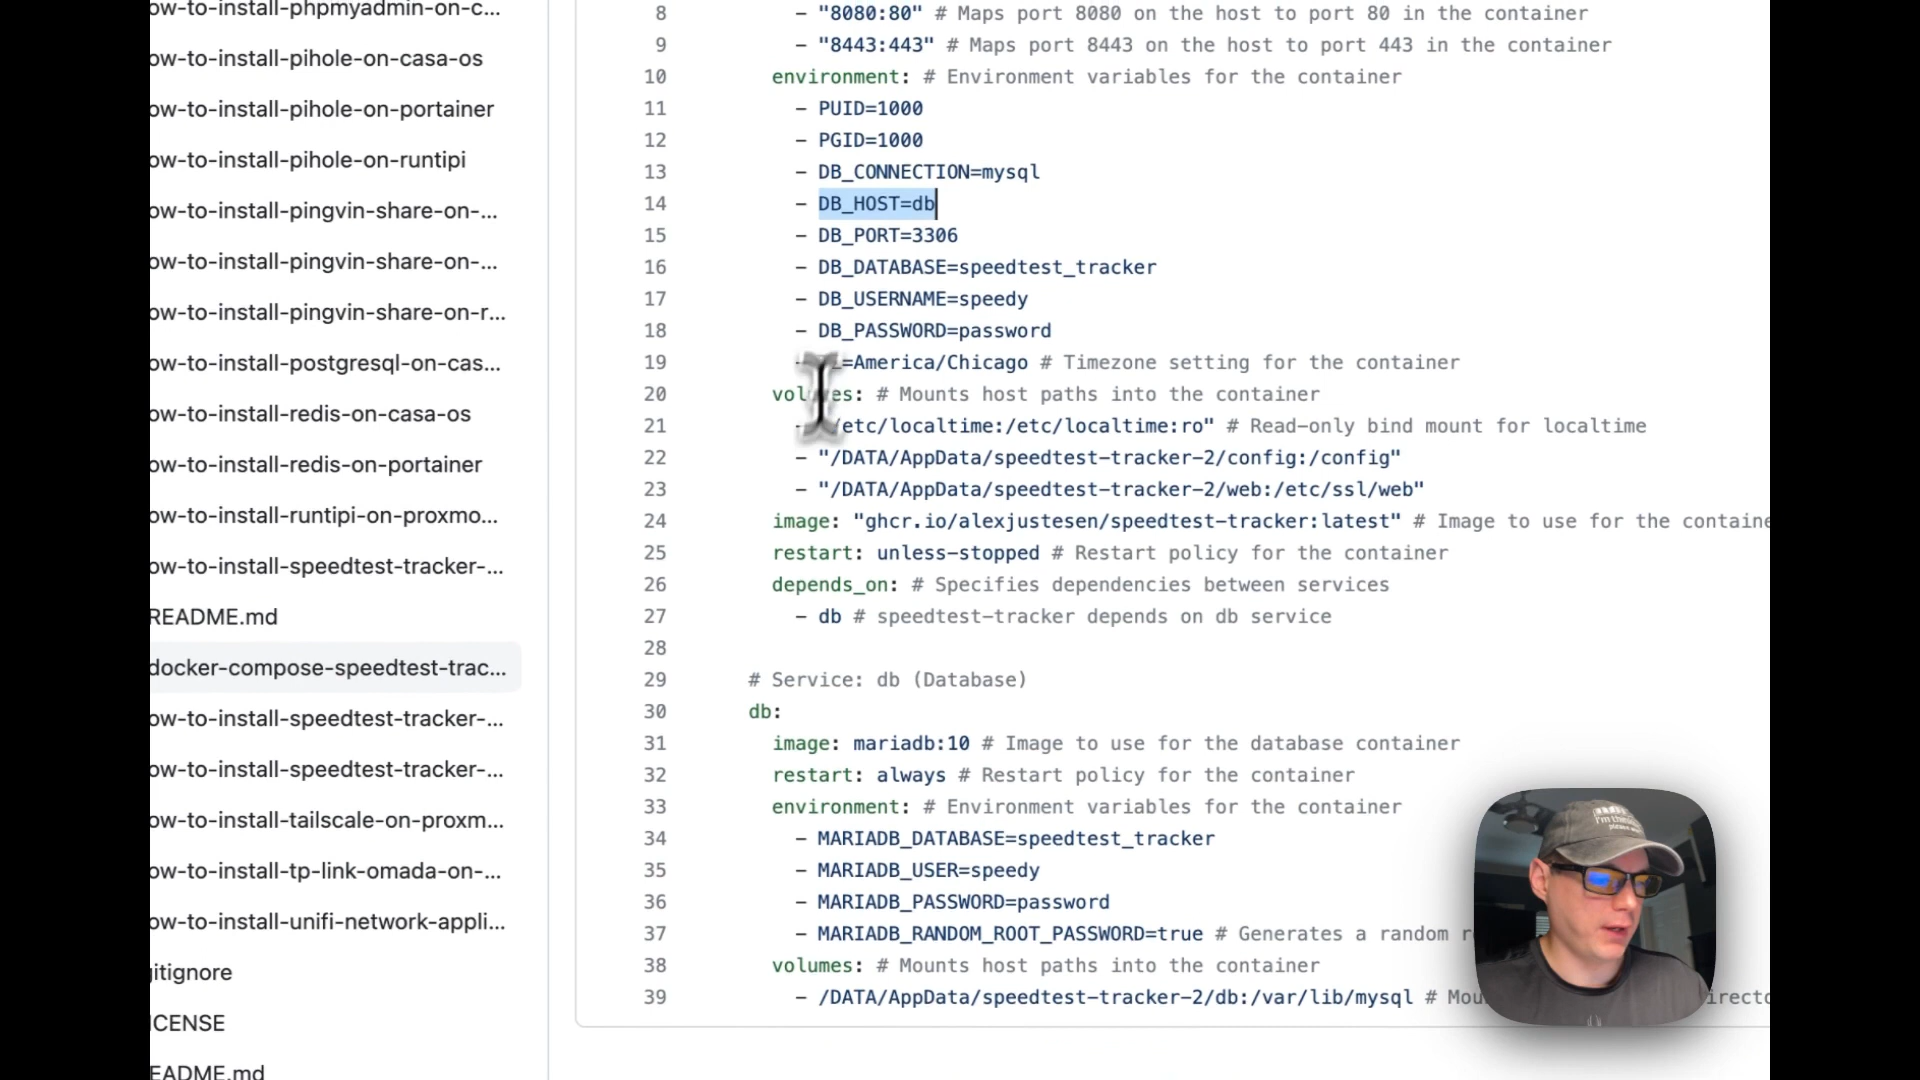 ow-to-install-phpmyadmin-on-c...
ow-to-install-pihole-on-casa-os
ow-to-install-pihole-on-portainer
ow-to-install-pihole-on-runtipi
ow-to-install-pingvin-share-on-...
ow-to-install-pingvin-share-on-...
ow-to-install-pingvin-share-on-r...
ow-to-install-postgresql-on-cas...
ow-to-install-redis-on-casa-os
ow-to-install-redis-on-portainer
ow-to-install-runtipi-on-proxmo...
ow-to-install-speedtest-tracker-...
README.md
docker-compose-speedtest-trac...
ow-to-install-speedtest-tracker-...
ow-to-install-speedtest-tracker-...
ow-to-install-tailscale-on-proxm...
ow-to-install-tp-link-omada-on-...
ow-to-install-unifi-network-appli...
gitignore
ICENSE
EADME.md
8 - "8080:80" # Maps port 8080 on the host to port 80 in the container
9 - "8443:443" # Maps port 8443 on the host to port 443 in the container
10 environment: # Environment variables for the container
11 - PUID=1000
12 - PGID=1000
13 - DB_CONNECTION=mysql
14 - DB_HOST=db
15 - DB_PORT=3306
16 - DB_DATABASE=speedtest_tracker
17 - DB_USERNAME=speedy
18 - DB_PASSWORD=password
19 - =America/Chicago # Timezone setting for the container
20 volumes: # Mounts host paths into the container
21 - /etc/localtime:/etc/localtime:ro" # Read-only bind mount for localtime
22 - "/DATA/AppData/speedtest-tracker-2/config:/config"
23 - "/DATA/AppData/speedtest-tracker-2/web:/etc/ssl/web"
24 image: "ghcr.io/alexjustesen/speedtest-tracker:latest" # Image to use for the containe
25 restart: unless-stopped # Restart policy for the container
26 depends_on: # Specifies dependencies between services
27 - db # speedtest-tracker depends on db service
28
29 # Service: db (Database)
30 db:
31 image: mariadb:10 # Image to use for the database container
32 restart: always # Restart policy for the container
33 environment: # Environment variables for the container
34 - MARIADB_DATABASE=speedtest_tracker
35 - MARIADB_USER=speedy
36 - MARIADB_PASSWORD=password
37 - MARIADB_RANDOM_ROOT_PASSWORD=true # Generates a random r
38 volumes: # Mounts host paths into the container
39 - /DATA/AppData/speedtest-tracker-2/db:/var/lib/mysql # Mou irecto